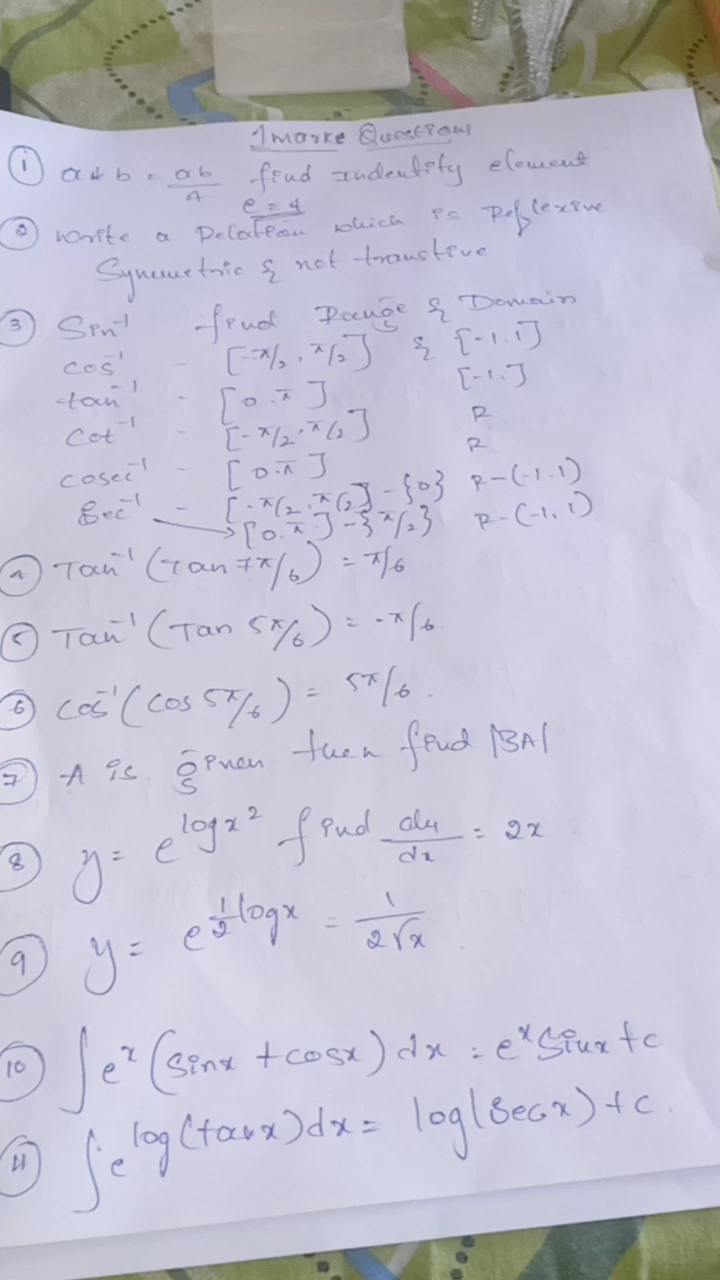 1 marke Questions
① a * b = ab/4 find Indentity element
e = 4
② Write a Relation which is Reflexive
Symmetric & not transtive
③ Sin⁻¹ find Range & Domain
cos⁻¹ - [-π/2, π/2] & [-1.1]
tan⁻¹ - [0.π] [-1.]
Cot⁻¹ - [-π/2.π/2] R
cosec⁻¹ - [0.π] R
Sec⁻¹ - [-π/2.π/2] - {0} R-(-1.1)
→ [0.π.] - {π/2} R-(-1,1)
④ Tan⁻¹ (Tan 7π/6) = π/6
⑤ Tan⁻¹ (Tan 5π/6) = -π/6.
⑥ Cos⁻¹ (cos 5π/6) = 5π/6.
⑦ A is given then find |3A|
⑧ y = e^log x² find dy/dx = 2x
⑨ y = e^½ log x = 1/2√x
⑩ ∫ eˣ (Sinx + cosx) dx = eˣ Sinx + c
⑪ ∫ e^log (tanx) dx = log (Secx) + c.